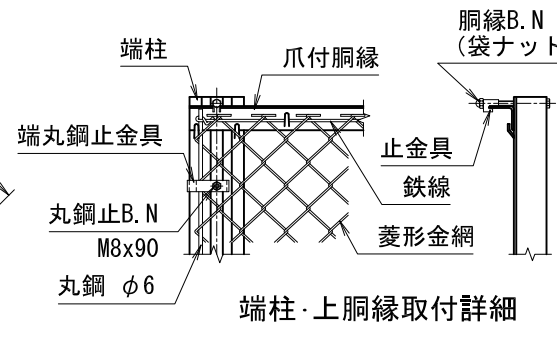 端柱
爪付胴縁
胴縁B.N
(袋ナット
端丸鋼止金具
止金具
鉄線
丸鋼止B.N
M8x90
菱形金網
丸鋼 φ6
端柱·上胴縁取付詳細